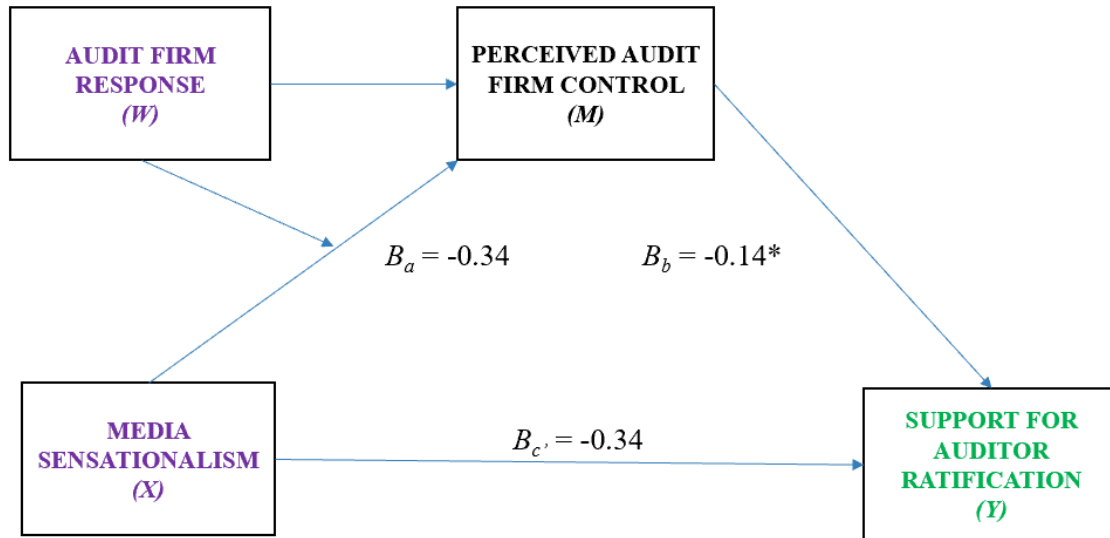 AUDIT FIRM
RESPONSE
(W)
PERCEIVED AUDIT
FIRM CONTROL
(M)
B_a = -0.34
B_b = -0.14*
MEDIA
SENSATIONALISM
(X)
B_c' = -0.34
SUPPORT FOR
AUDITOR
RATIFICATION
(Y)